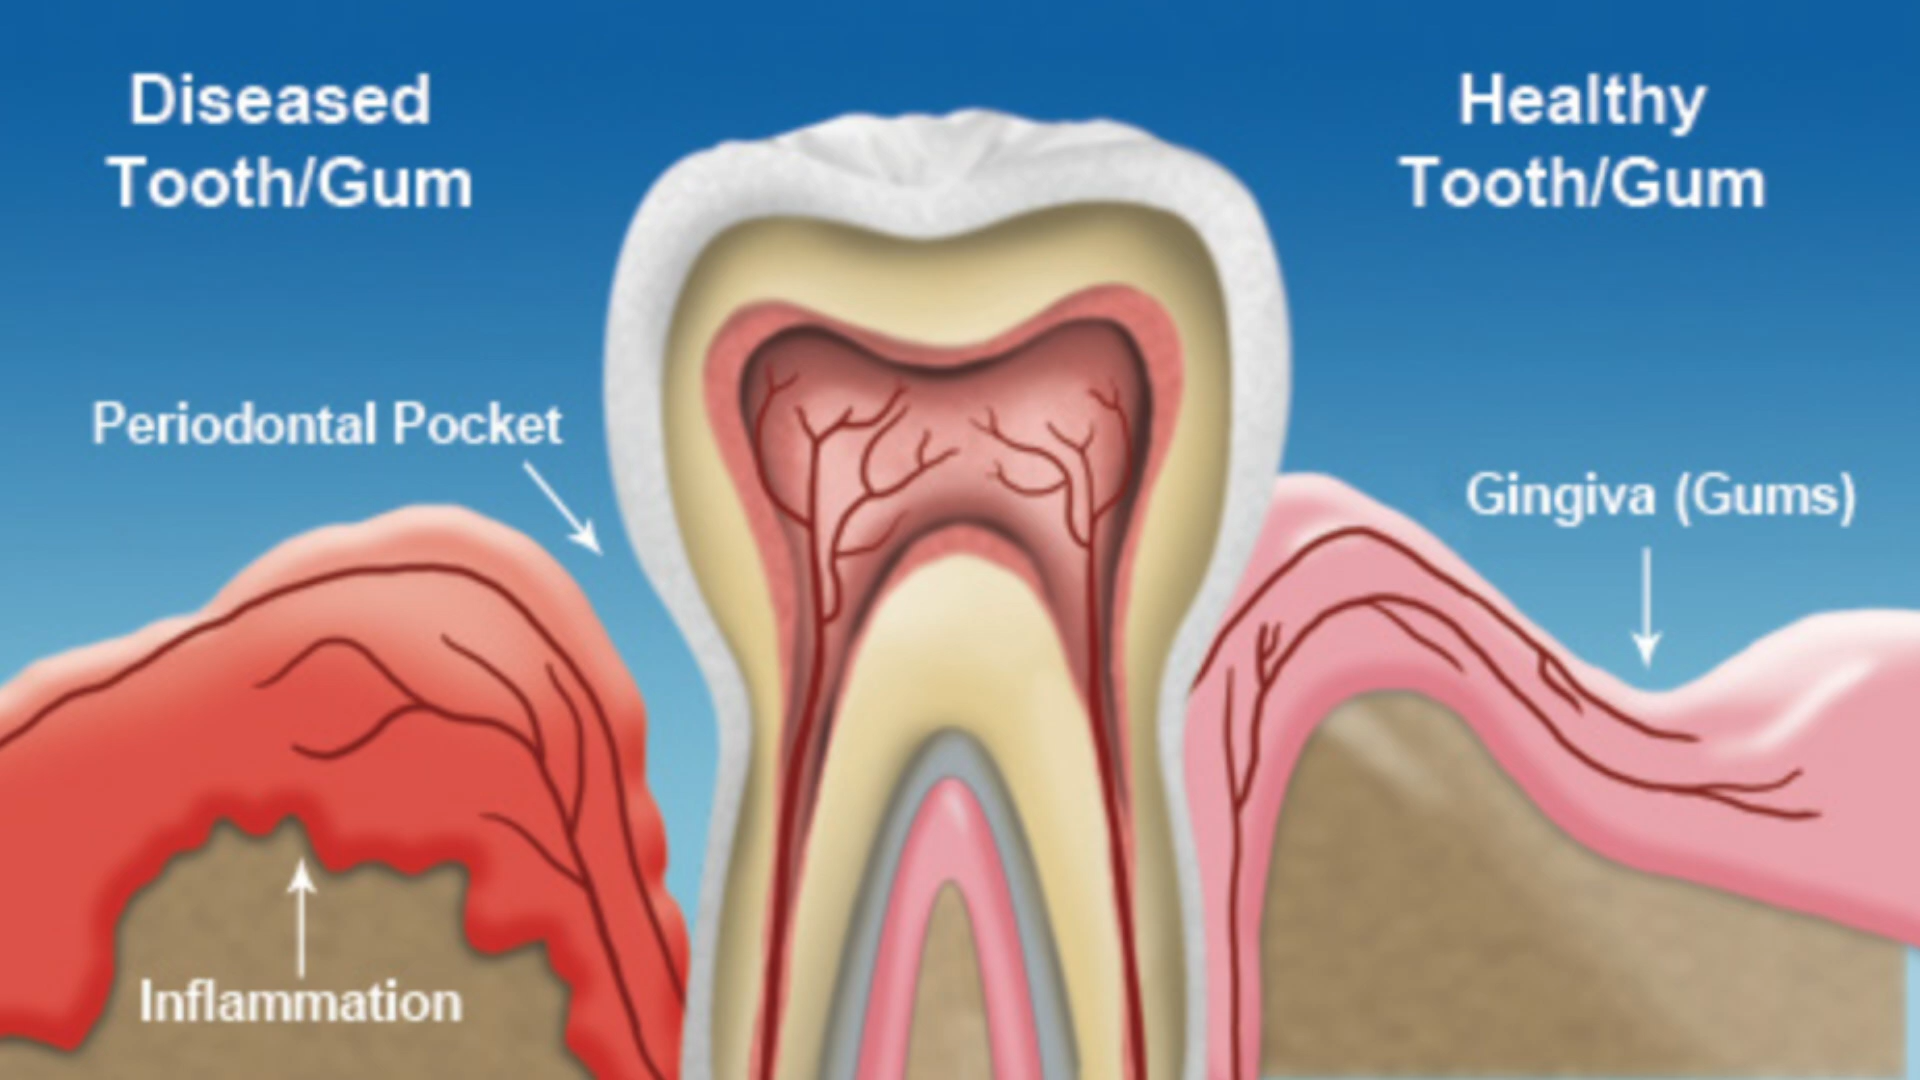 Diseased
Tooth/Gum
Healthy
Tooth/Gum
Periodontal Pocket
Gingiva (Gums)
Inflammation